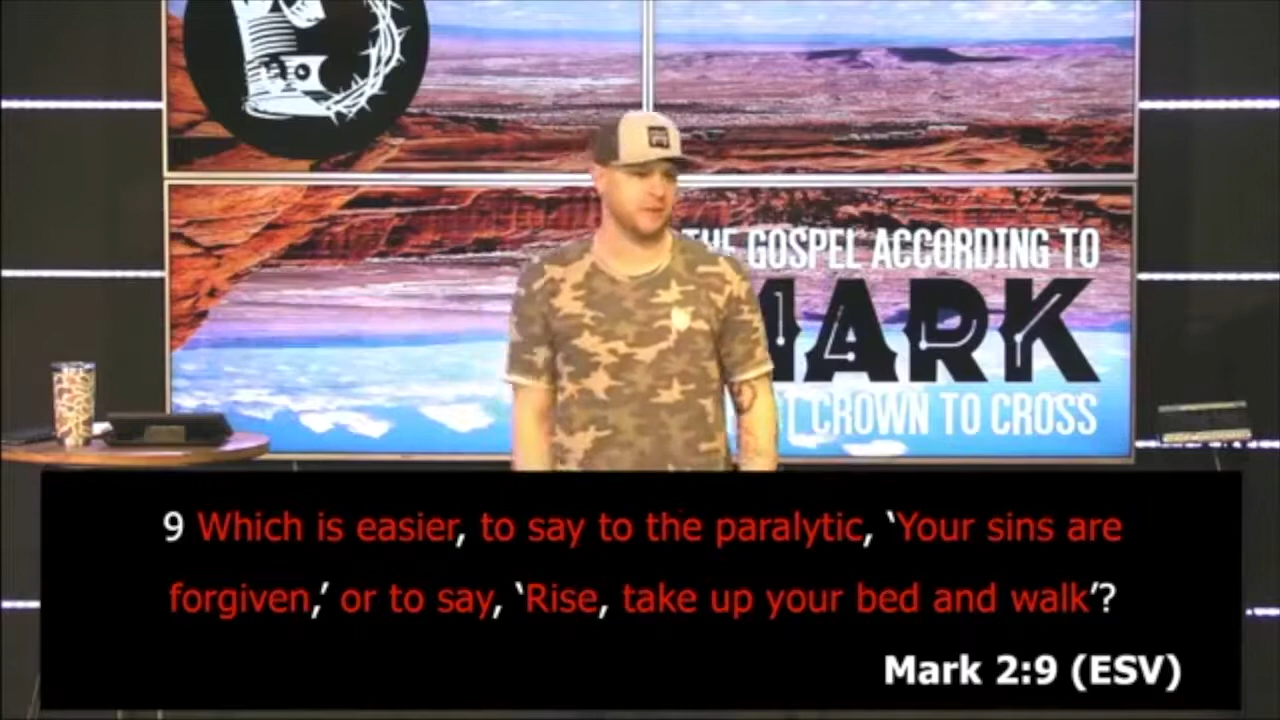 THE GOSPEL ACCORDING TO
MARK
CROWN TO CROSS
9 Which is easier, to say to the paralytic, ‘Your sins are
forgiven,’ or to say, ‘Rise, take up your bed and walk’?
Mark 2:9 (ESV)